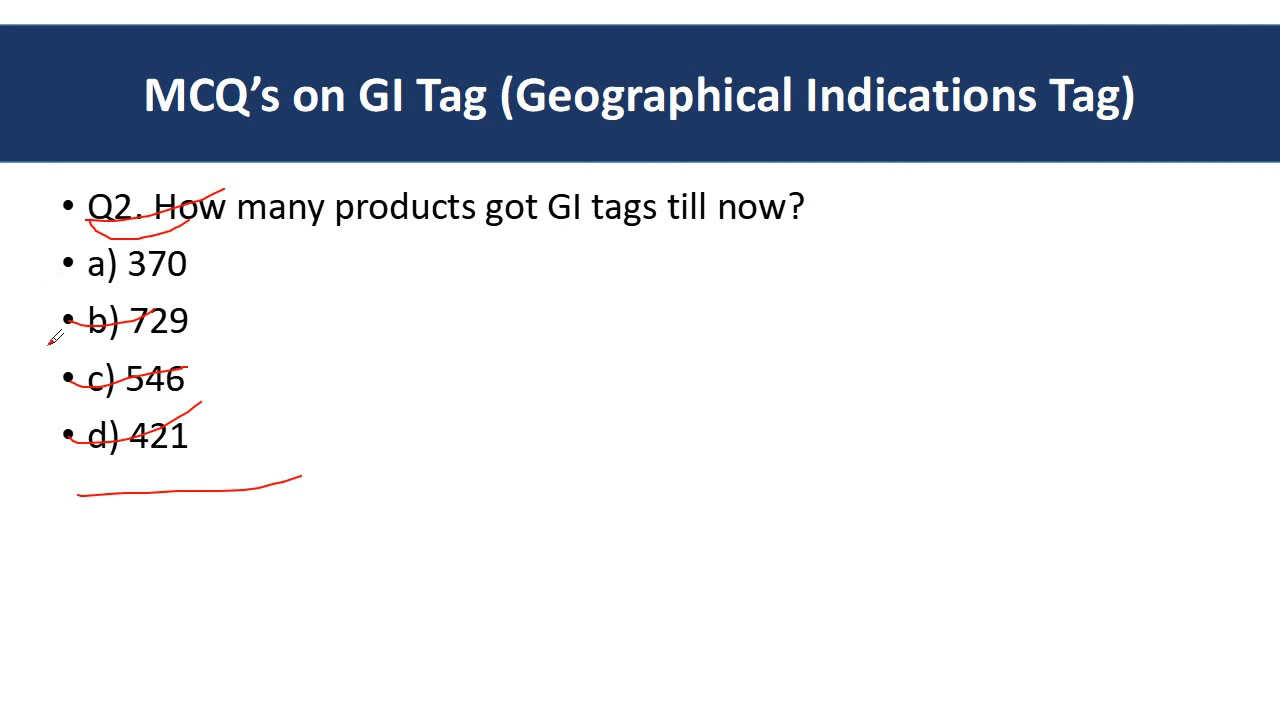 MCQ’s on GI Tag (Geographical Indications Tag)
• Q2. How many products got GI tags till now?
• a) 370
• b) 729
• c) 546
• d) 421